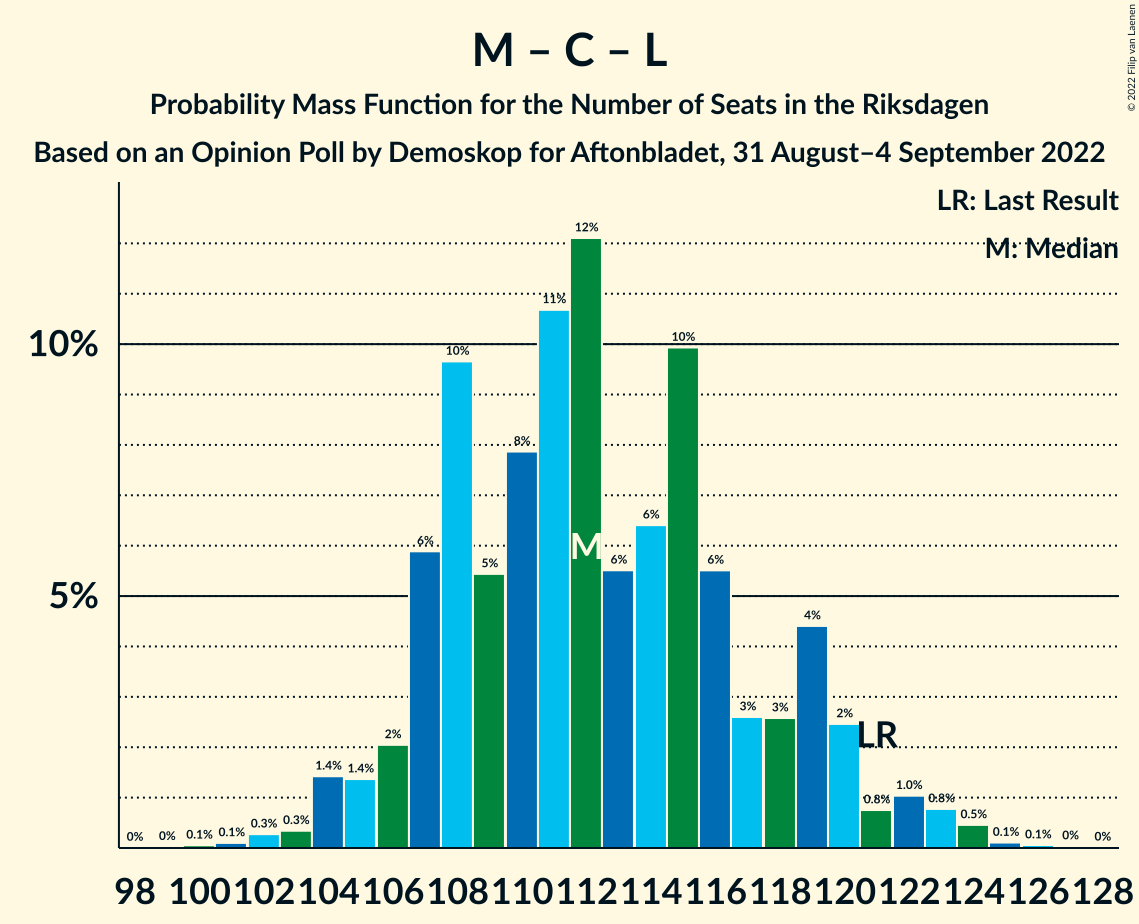 © 2022 Filip van Laenen
M – C – L
Probability Mass Function for the Number of Seats in the Riksdagen
Based on an Opinion Poll by Demoskop for Aftonbladet, 31 August–4 September 2022
LR: Last Result
M: Median
10%
5%
0% 0% 0.1% 0.1% 0.3% 0.3% 1.4% 1.4% 2% 6% 10% 5% 8% 11% 12% 6% 6% 10% 6% 3% 3% 4% 2% 0.8% 1.0% 0.8% 0.5% 0.1% 0.1% 0% 0%
M
LR
98 100 102 104 106 108 110 112 114 116 118 120 122 124 126 128